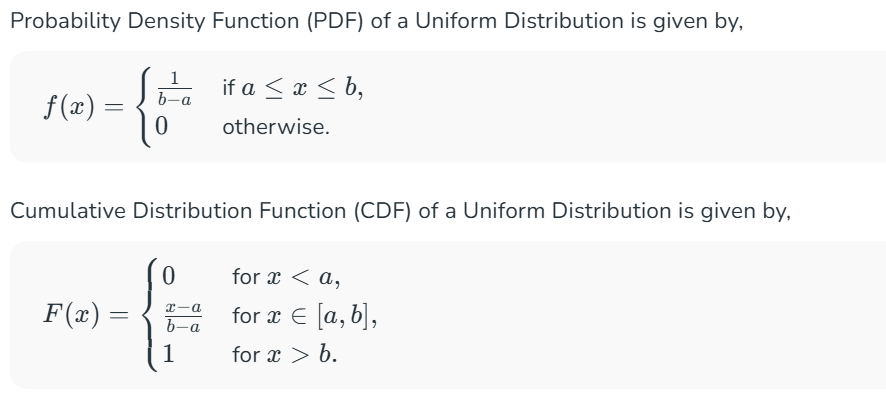 Probability Density Function (PDF) of a Uniform Distribution is given by,
f(x) = { 1/(b−a) if a ≤ x ≤ b,
0 otherwise.
Cumulative Distribution Function (CDF) of a Uniform Distribution is given by,
F(x) = { 0 for x < a,
(x−a)/(b−a) for x ∈ [a, b],
1 for x > b.